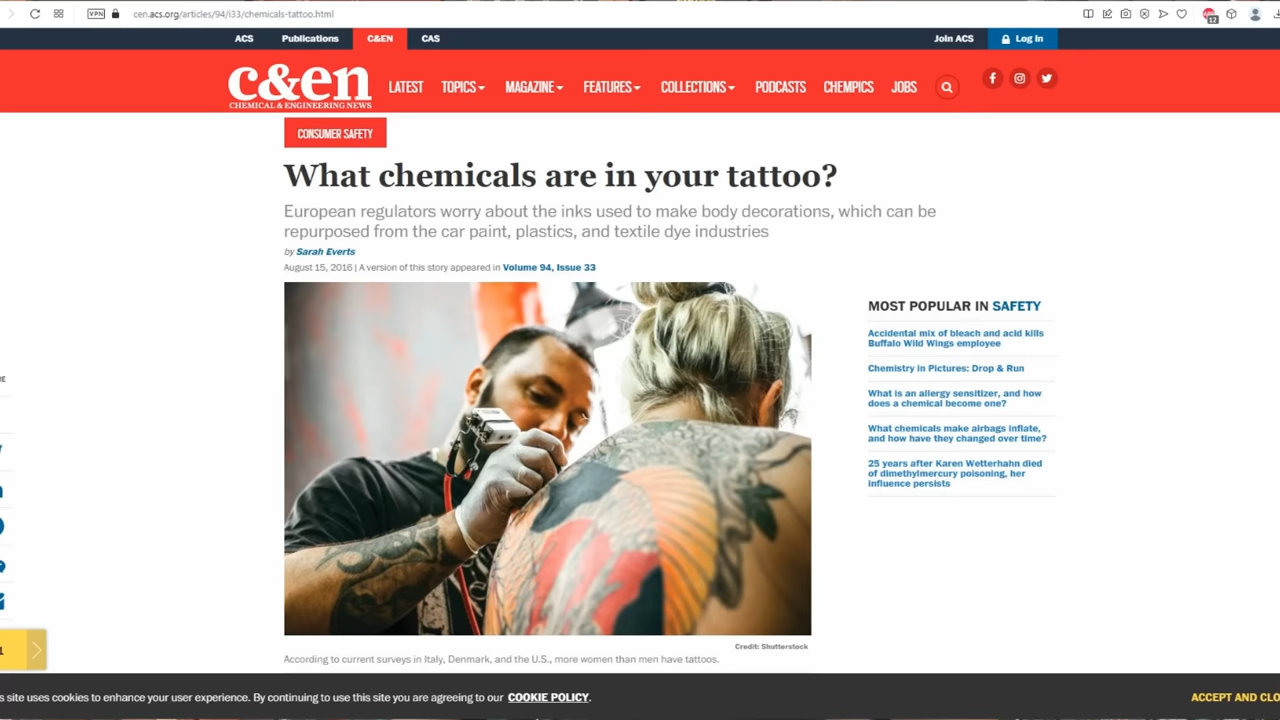 VPN
cen.acs.org/articles/94/i33/chemicals-tattoo.html
12
ACS Publications C&EN CAS Join ACS Log In
c&en
CHEMICAL & ENGINEERING NEWS
LATEST TOPICS MAGAZINE FEATURES COLLECTIONS PODCASTS CHEMPICS JOBS
CONSUMER SAFETY
What chemicals are in your tattoo?
European regulators worry about the inks used to make body decorations, which can be
repurposed from the car paint, plastics, and textile dye industries
by Sarah Everts
August 15, 2016 | A version of this story appeared in Volume 94, Issue 33
MOST POPULAR IN SAFETY
Accidental mix of bleach and acid kills
Buffalo Wild Wings employee
Chemistry in Pictures: Drop & Run
What is an allergy sensitizer, and how
does a chemical become one?
What chemicals make airbags inflate,
and how have they changed over time?
25 years after Karen Wetterhahn died
of dimethylmercury poisoning, her
influence persists
Credit: Shutterstock
According to current surveys in Italy, Denmark, and the U.S., more women than men have tattoos.
s site uses cookies to enhance your user experience. By continuing to use this site you are agreeing to our COOKIE POLICY.
ACCEPT AND CLO